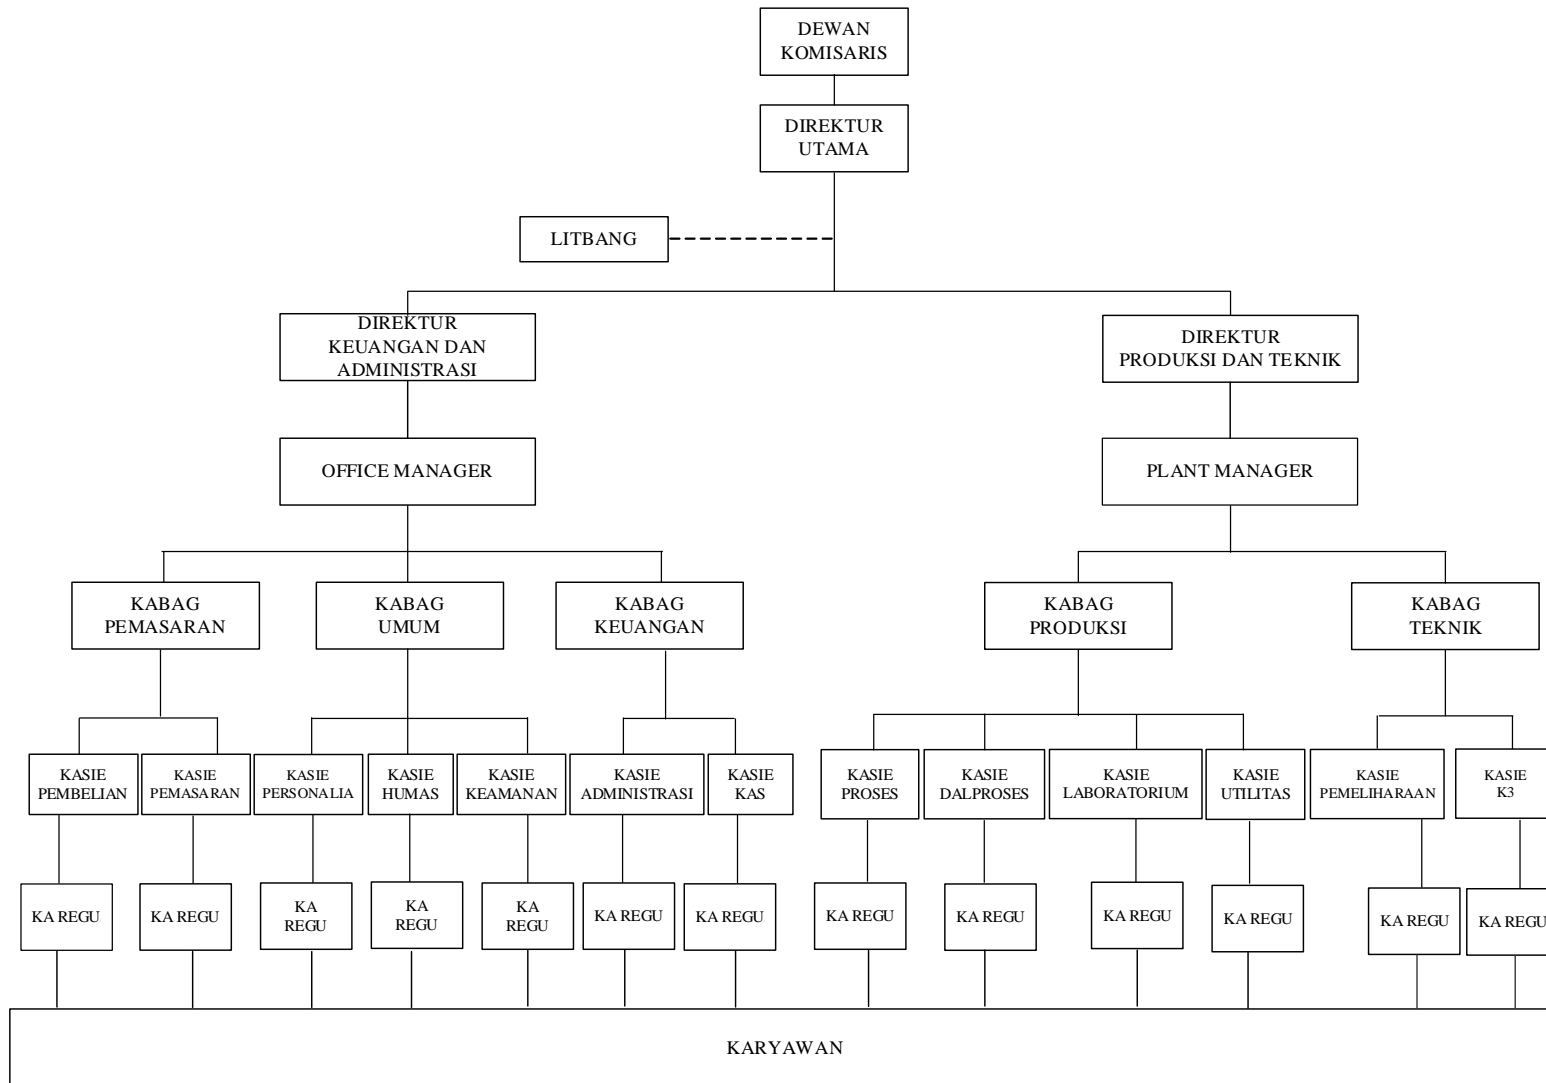 DEWAN
KOMISARIS
DIREKTUR
UTAMA
LITBANG
DIREKTUR
KEUANGAN DAN
ADMINISTRASI
DIREKTUR
PRODUKSI DAN TEKNIK
OFFICE MANAGER
PLANT MANAGER
KABAG
PEMASARAN
KABAG
UMUM
KABAG
KEUANGAN
KABAG
PRODUKSI
KABAG
TEKNIK
KASIE
PEMBELIAN
KASIE
PEMASARAN
KASIE
PERSONALIA
KASIE
HUMAS
KASIE
KEAMANAN
KASIE
ADMINISTRASI
KASIE
KAS
KASIE
PROSES
KASIE
DALPROSES
KASIE
LABORATORIUM
KASIE
UTILITAS
KASIE
PEMELIHARAAN
KASIE
K3
KA REGU
KA REGU
KA
REGU
KA
REGU
KA
REGU
KA REGU
KA REGU
KA REGU
KA REGU
KA REGU
KA REGU
KA REGU
KA REGU
KARYAWAN